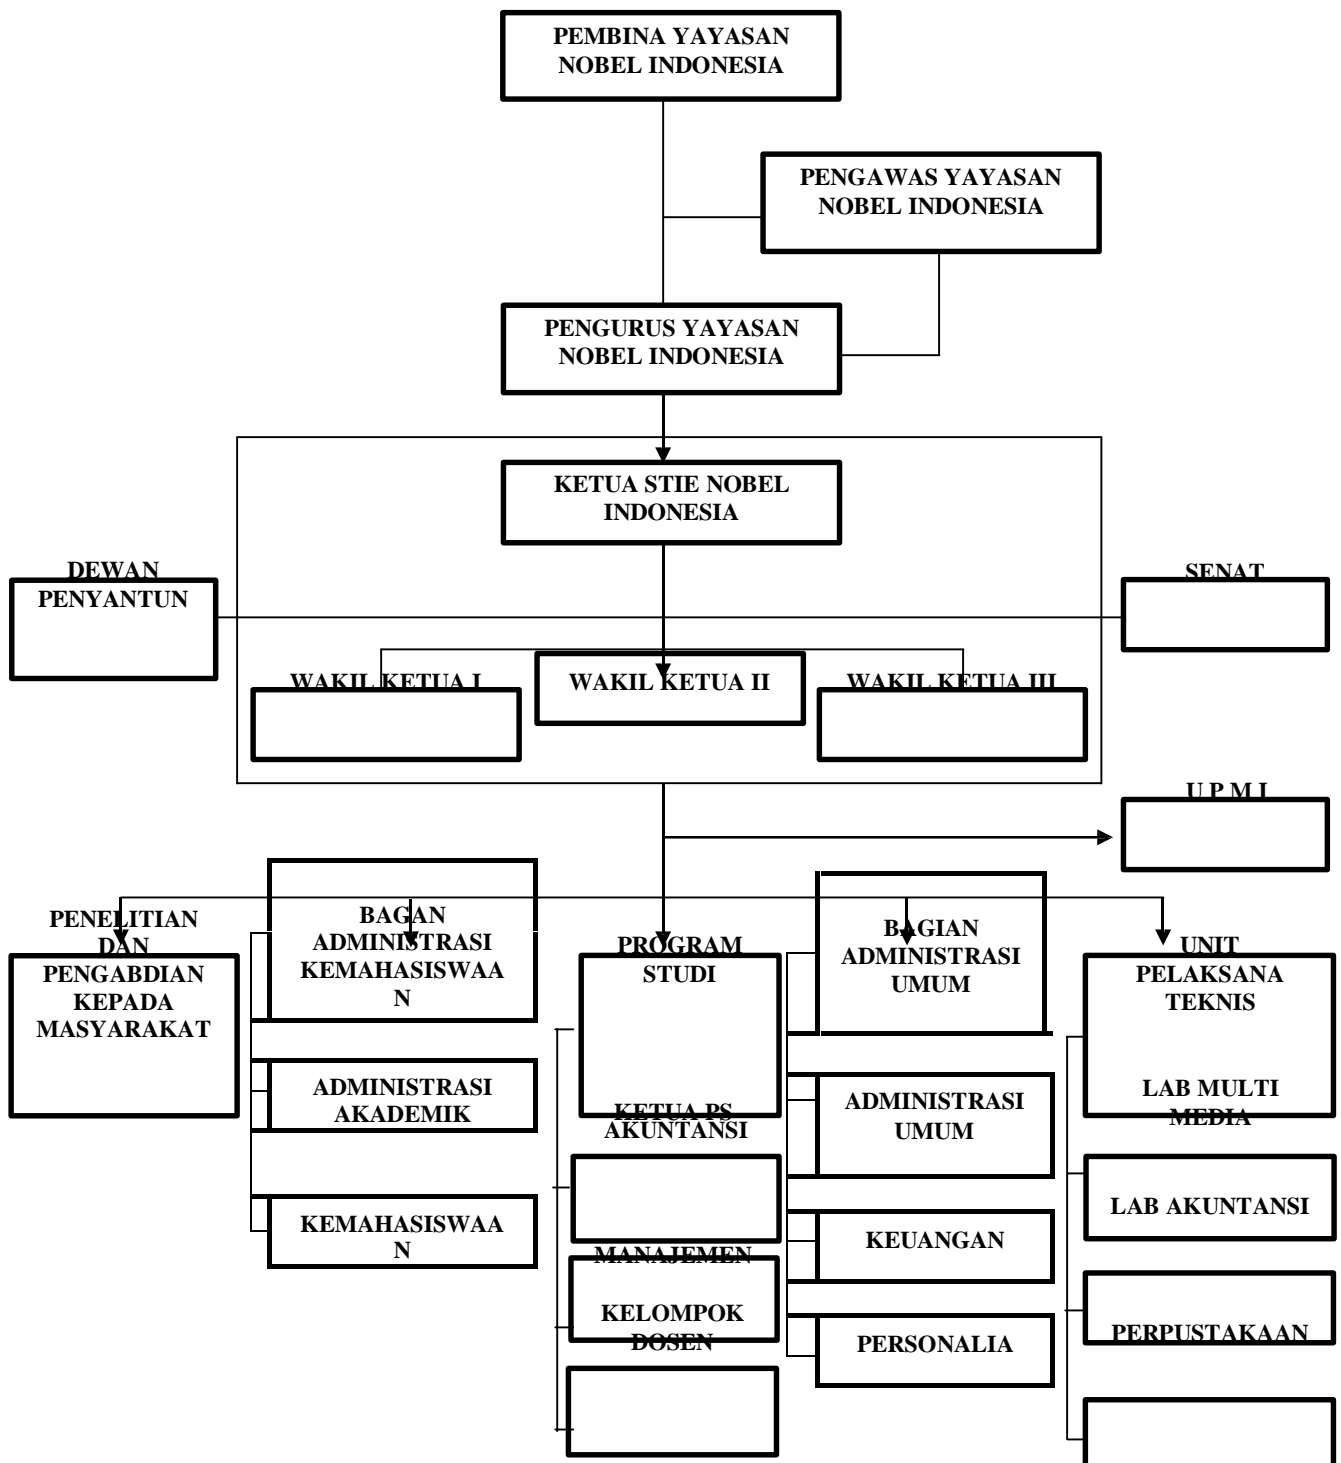 PEMBINA YAYASAN
NOBEL INDONESIA
PENGAWAS YAYASAN
NOBEL INDONESIA
PENGURUS YAYASAN
NOBEL INDONESIA
KETUA STIE NOBEL
INDONESIA
DEWAN
PENYANTUN
SENAT
WAKIL KETUA I
WAKIL KETUA II
WAKIL KETUA III
U P M I
PENELITIAN
DAN
PENGABDIAN
KEPADA
MASYARAKAT
BAGAN
ADMINISTRASI
KEMAHASISWAA
N
ADMINISTRASI
AKADEMIK
KEMAHASISWAA
N
PROGRAM
STUDI
KETUA PS
AKUNTANSI
MANAJEMEN
KELOMPOK
DOSEN
BAGIAN
ADMINISTRASI
UMUM
ADMINISTRASI
UMUM
KEUANGAN
PERSONALIA
UNIT
PELAKSANA
TEKNIS
LAB MULTI
MEDIA
LAB AKUNTANSI
PERPUSTAKAAN